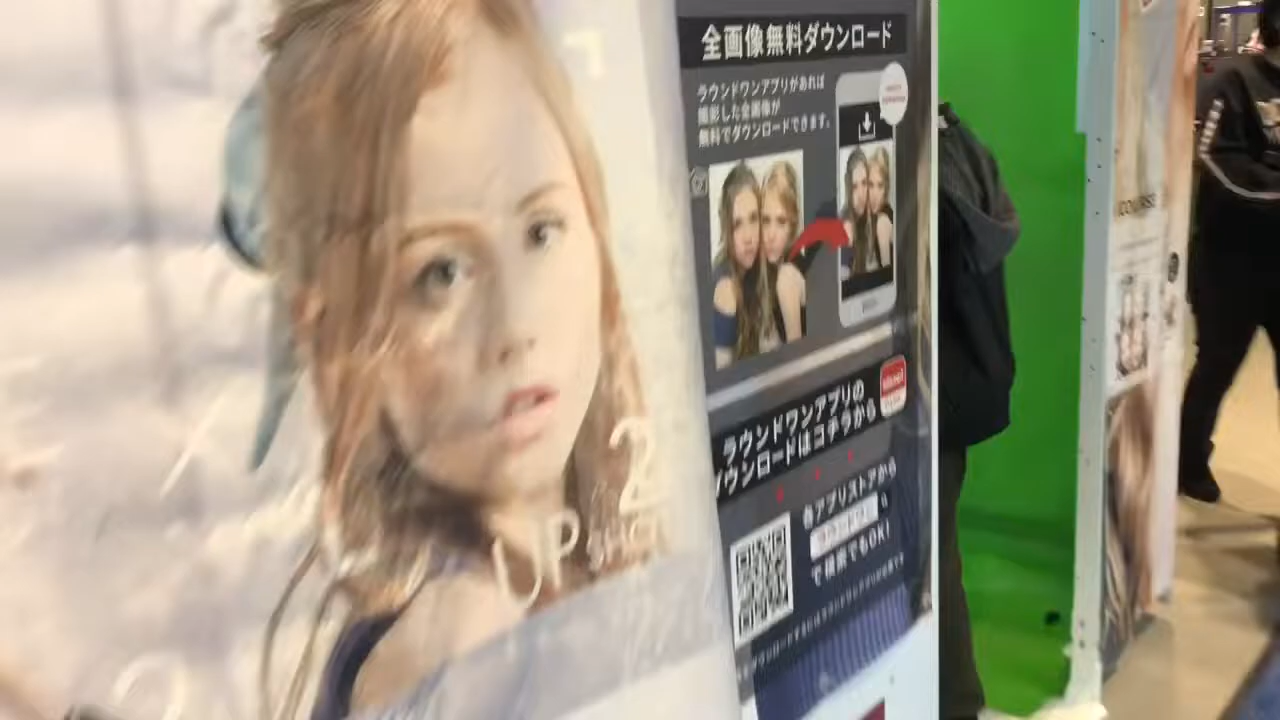 全画像無料ダウンロード
ラウンドワンアプリがあれば
撮影した全画像が
無料でダウンロードできます。
ラウンドワンアプリの
ダウンロードはコチラから
各アプリストアから
で検索でもOK!
2
UP